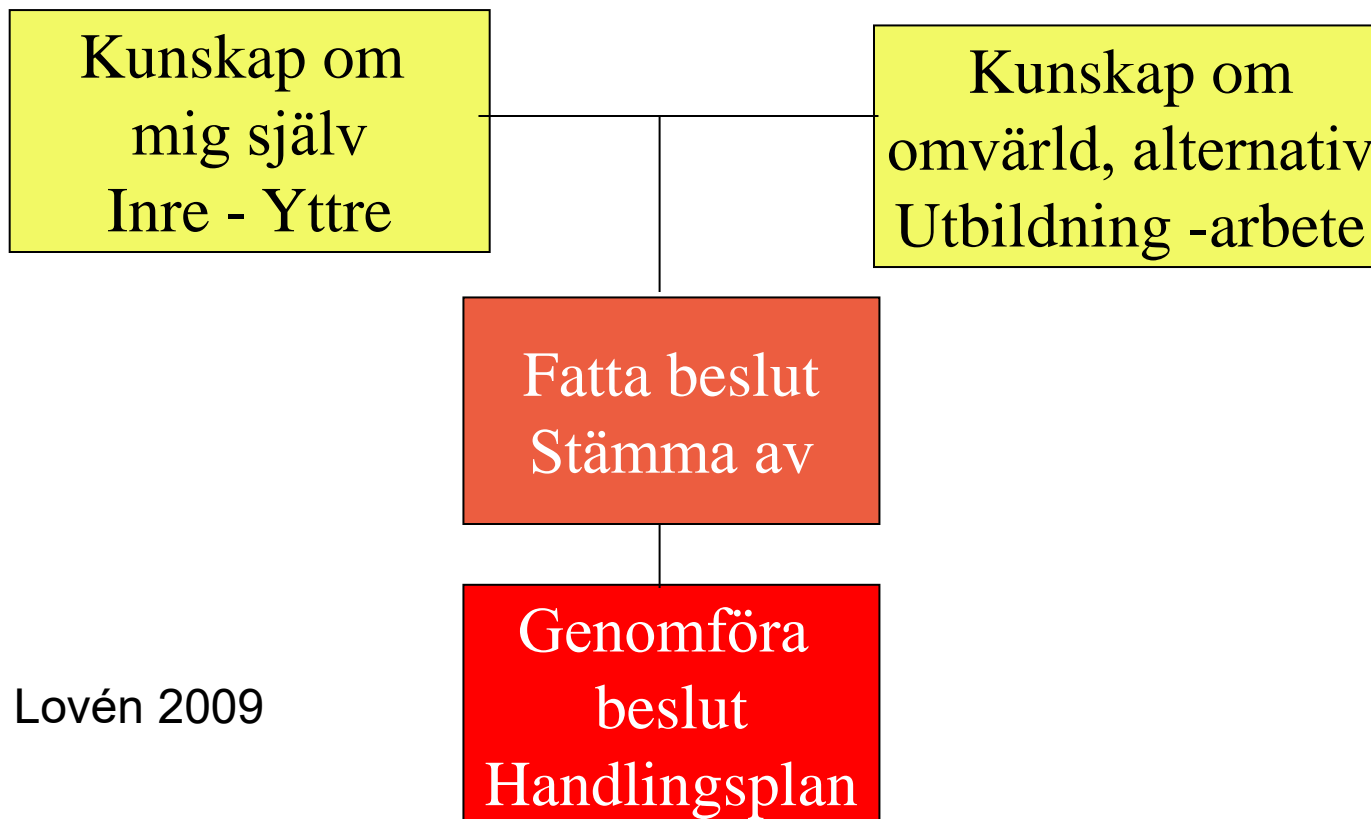 Kunskap om
mig själv
Inre - Yttre
Kunskap om
omvärld, alternativ
Utbildning -arbete
Fatta beslut
Stämma av
Genomföra
beslut
Handlingsplan
Lovén 2009